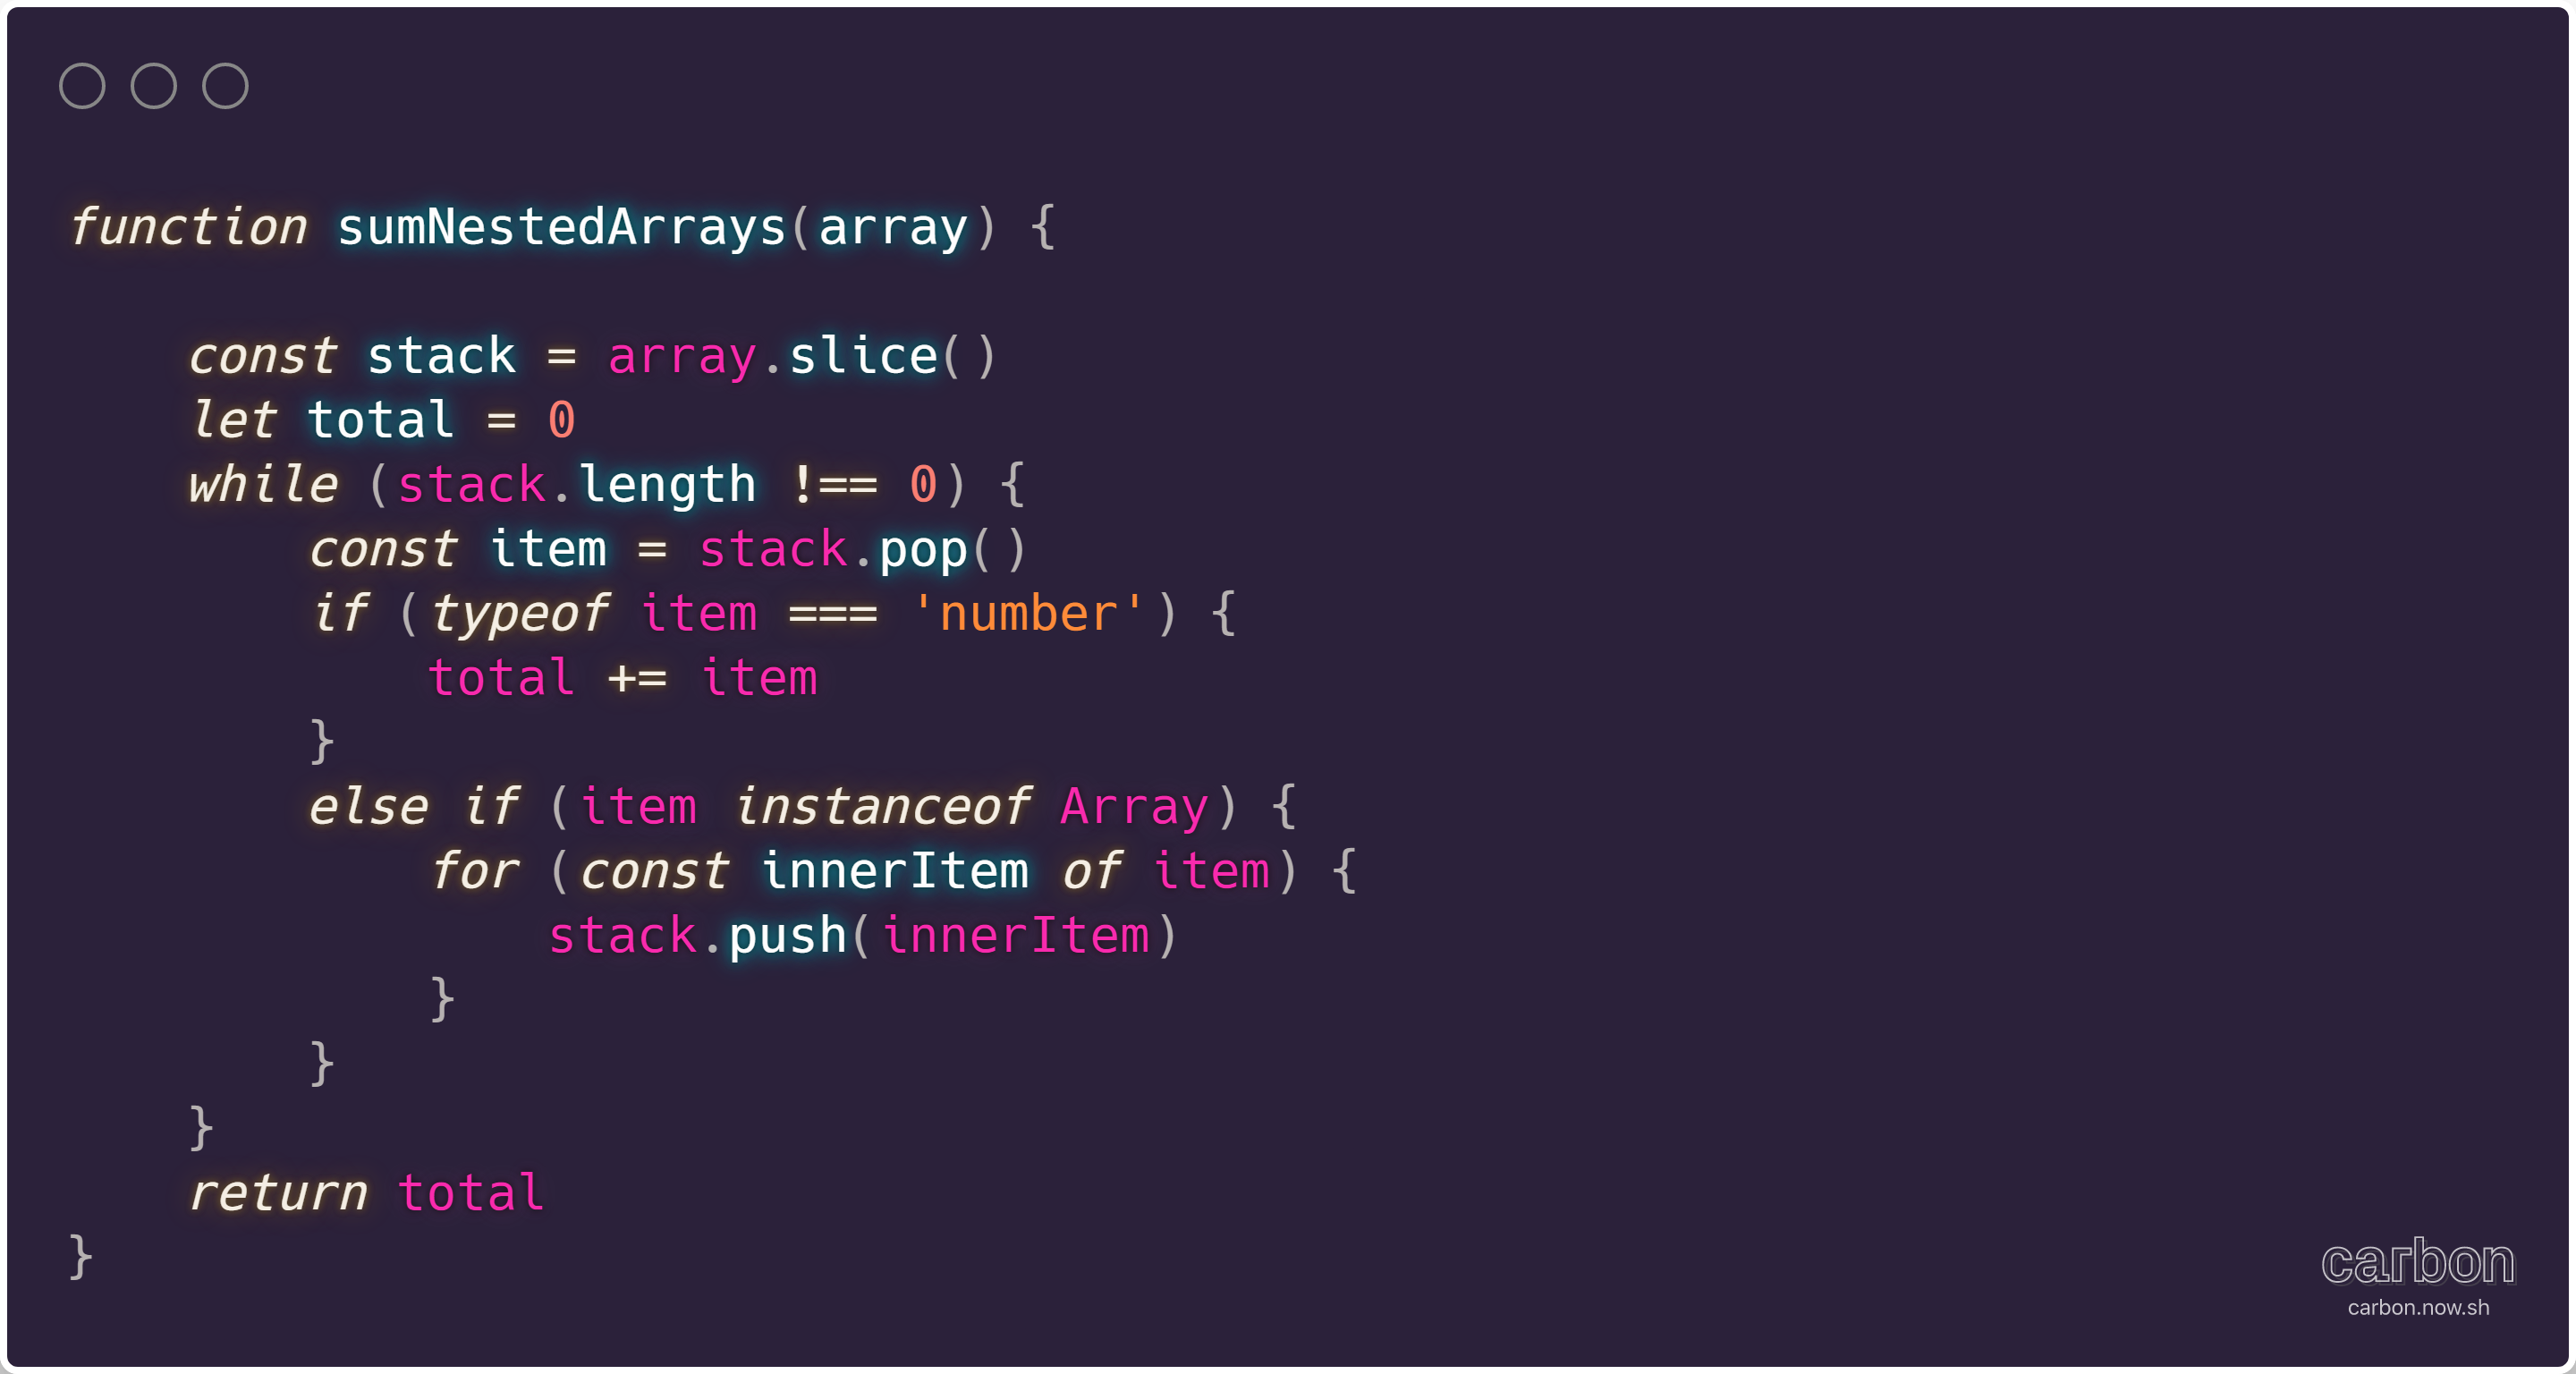 function sumNestedArrays(array) {
    const stack = array.slice()
    let total = 0
    while (stack.length !== 0) {
        const item = stack.pop()
        if (typeof item === 'number') {
            total += item
        }
        else if (item instanceof Array) {
            for (const innerItem of item) {
                stack.push(innerItem)
            }
        }
    }
    return total
}
carbon
carbon.now.sh